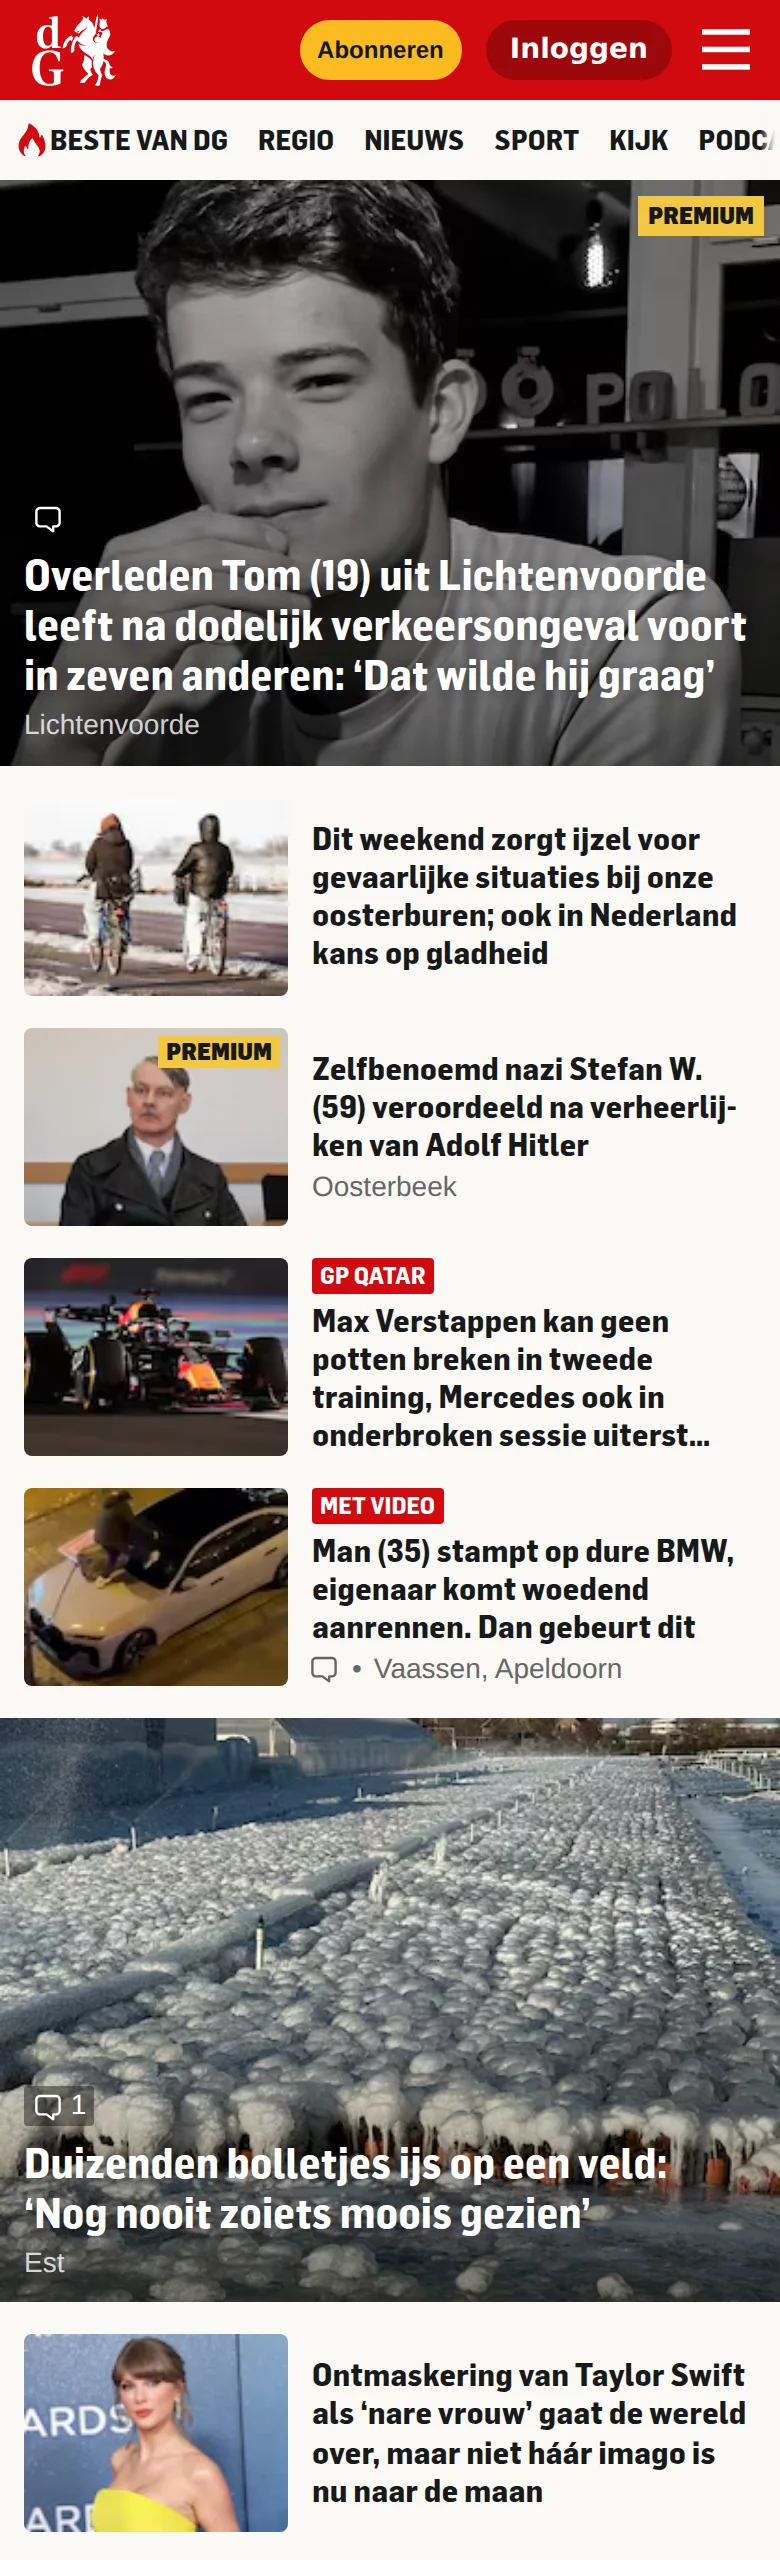 dG
Abonneren
Inloggen
BESTE VAN DG REGIO NIEUWS SPORT KIJK PODCA
PREMIUM
POLO
Overleden Tom (19) uit Lichtenvoorde
leeft na dodelijk verkeersongeval voort
in zeven anderen: ‘Dat wilde hij graag’
Lichtenvoorde
Dit weekend zorgt ijzel voor
gevaarlijke situaties bij onze
oosterburen; ook in Nederland
kans op gladheid
PREMIUM
Zelfbenoemd nazi Stefan W.
(59) veroordeeld na verheerlij-
ken van Adolf Hitler
Oosterbeek
GP QATAR
Max Verstappen kan geen
potten breken in tweede
training, Mercedes ook in
onderbroken sessie uiterst...
MET VIDEO
Man (35) stampt op dure BMW,
eigenaar komt woedend
aanrennen. Dan gebeurt dit
• Vaassen, Apeldoorn
1
Duizenden bolletjes ijs op een veld:
‘Nog nooit zoiets moois gezien’
Est
ARDS
ARD
Ontmaskering van Taylor Swift
als ‘nare vrouw’ gaat de wereld
over, maar niet háár imago is
nu naar de maan